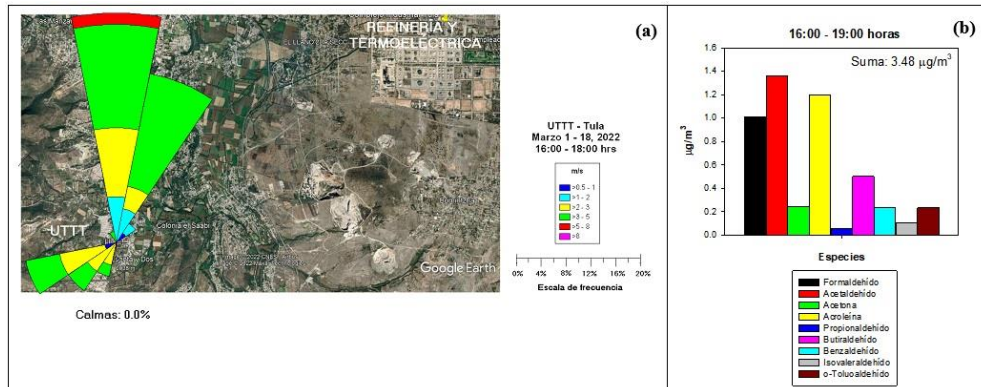 (a)
REFINERÍA Y
TERMOELECTRICA
UTTT
Colonia el Saabi
Google Earth
Calmas: 0.0%
UTTT - Tula
Marzo 1 - 18, 2022
16:00 - 18:00 hrs
m/s
>0.5 - 1
>1 - 2
>2 - 3
>3 - 5
>5 - 8
>8
0% 4% 8% 12% 16% 20%
Escala de frecuencia
(b)
16:00 - 19:00 horas
Suma: 3.48 µg/m³
µg/m³
1.6
1.4
1.2
1.0
0.8
0.6
0.4
0.2
0.0
Especies
Formaldehído
Acetaldehído
Acetona
Acroleína
Propionaldehído
Butiraldehído
Benzaldehído
Isovaleraldehído
o-Toluoaldehído